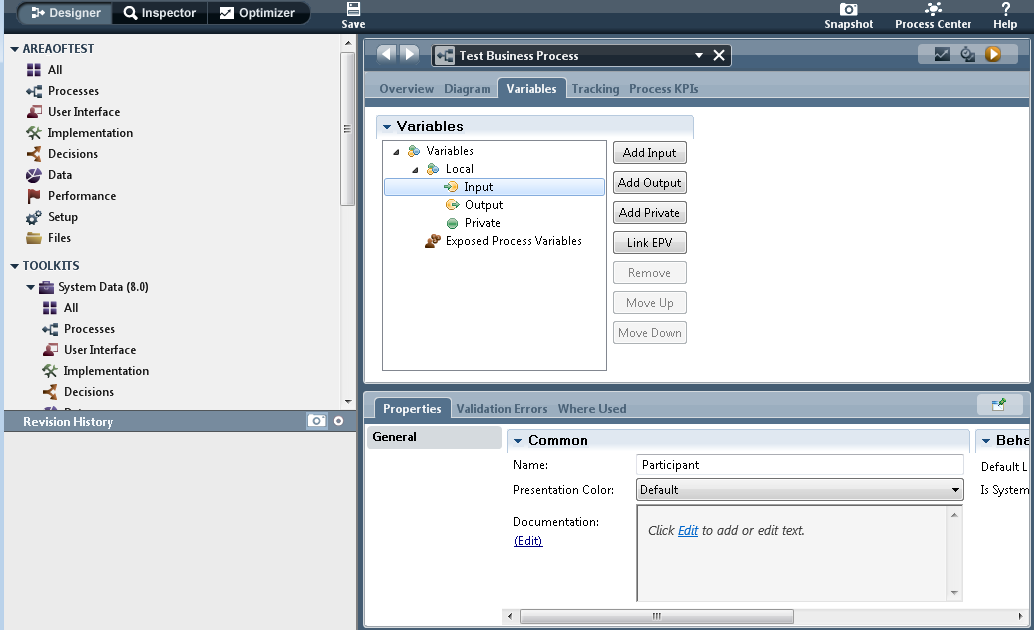 Designer Inspector Optimizer
Save
Snapshot Process Center Help
AREAOFTEST
All
Processes
User Interface
Implementation
Decisions
Data
Performance
Setup
Files
TOOLKITS
System Data (8.0)
All
Processes
User Interface
Implementation
Decisions
Revision History
Test Business Process
Overview Diagram Variables Tracking Process KPIs
Variables
Variables
Local
Input
Output
Private
Exposed Process Variables
Add Input
Add Output
Add Private
Link EPV
Remove
Move Up
Move Down
Properties Validation Errors Where Used
General
Common
Name: Participant
Presentation Color: Default
Documentation:
(Edit)
Click Edit to add or edit text.
Beha
Default L
Is System